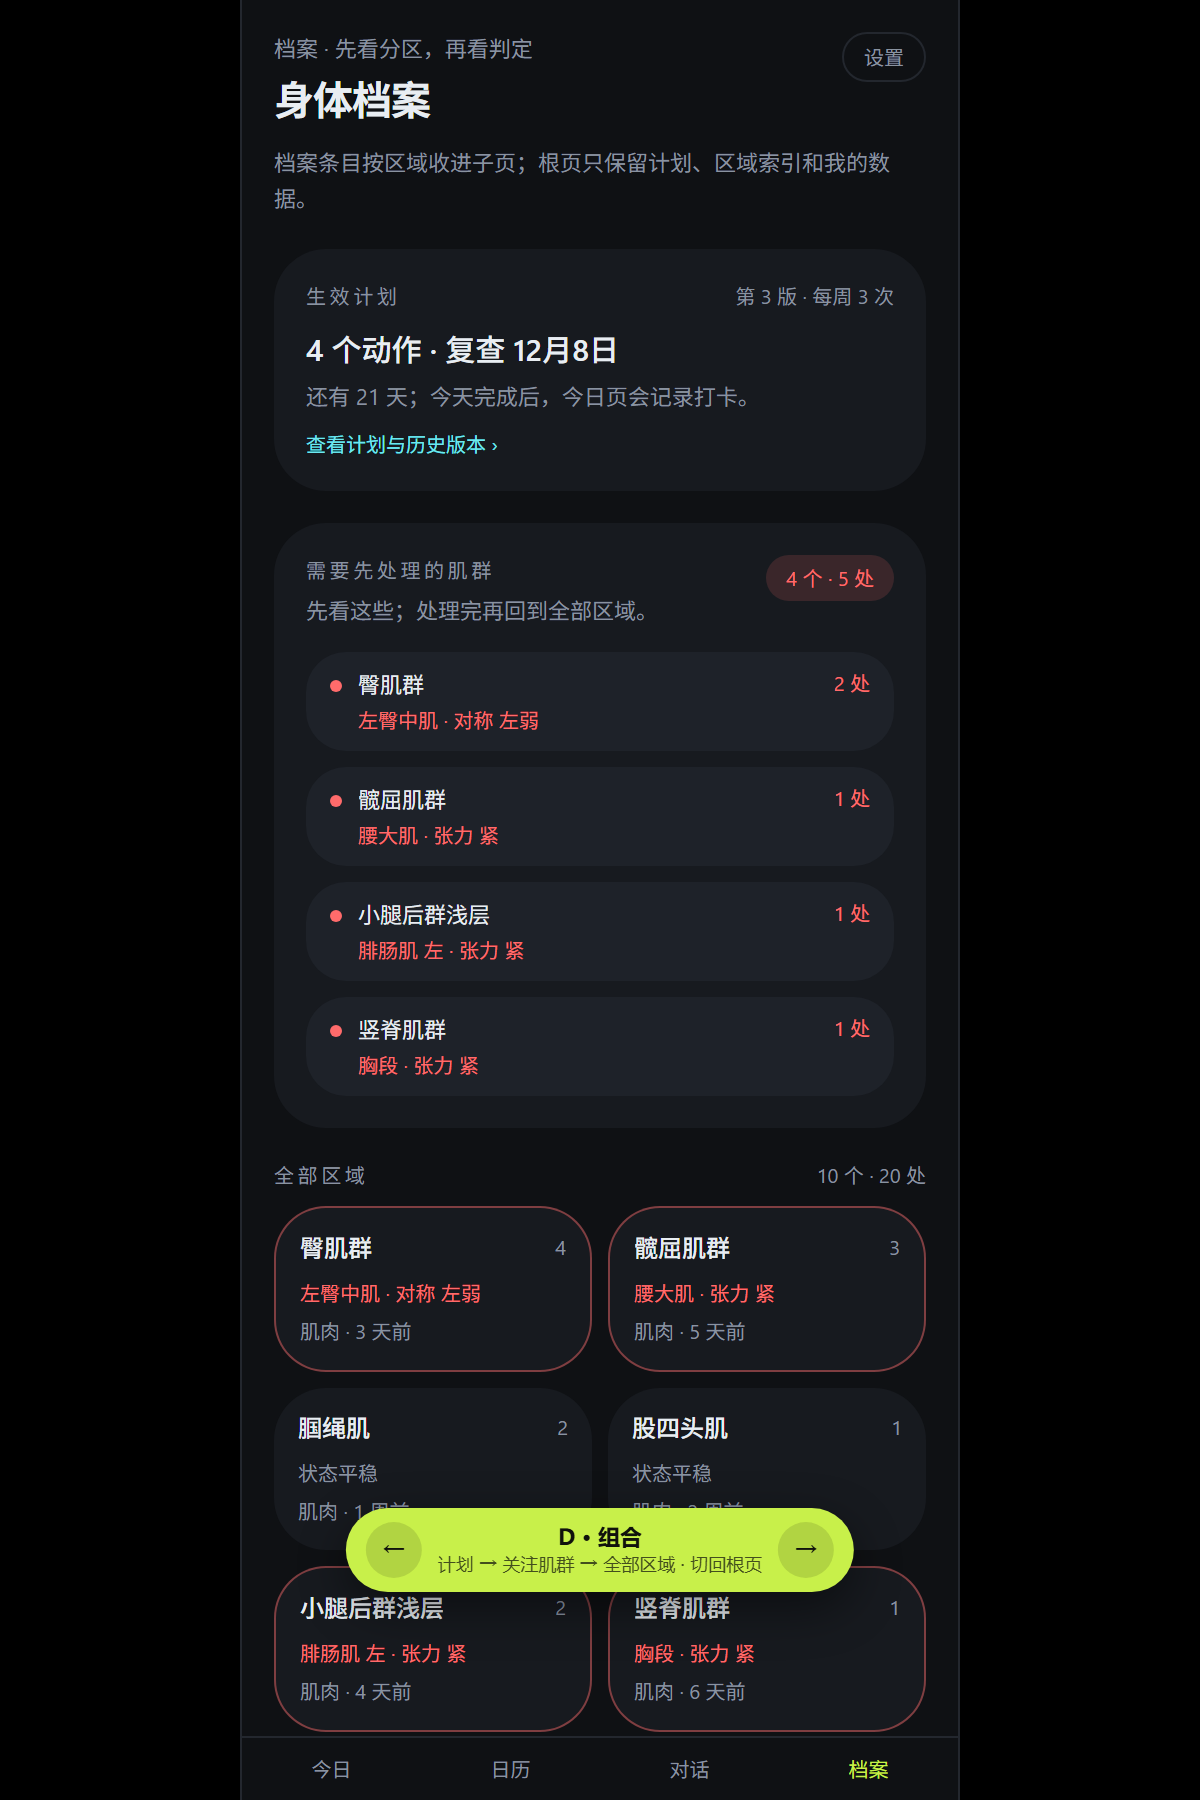 档案 · 先看分区，再看判定
设置
身体档案
档案条目按区域收进子页；根页只保留计划、区域索引和我的数
据。
生效计划
第 3 版 · 每周 3 次
4 个动作 · 复查 12月8日
还有 21 天；今天完成后，今日页会记录打卡。
查看计划与历史版本 ›
需要先处理的肌群
4 个 · 5 处
先看这些；处理完再回到全部区域。
臀肌群
2 处
左臀中肌 · 对称 左弱
髋屈肌群
1 处
腰大肌 · 张力 紧
小腿后群浅层
1 处
腓肠肌 左 · 张力 紧
竖脊肌群
1 处
胸段 · 张力 紧
全部区域
10 个 · 20 处
臀肌群 4
左臀中肌 · 对称 左弱
肌肉 · 3 天前
髋屈肌群 3
腰大肌 · 张力 紧
肌肉 · 5 天前
腘绳肌 2
状态平稳
肌肉 · 1 周前
股四头肌 1
状态平稳
肌肉 · 2 周前
← D · 组合 →
计划 → 关注肌群 → 全部区域 · 切回根页
小腿后群浅层 2
腓肠肌 左 · 张力 紧
肌肉 · 4 天前
竖脊肌群 1
胸段 · 张力 紧
肌肉 · 6 天前
今日
日历
对话
档案